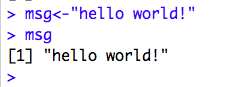 > msg<-"hello world!"
> msg
[1] "hello world!"
>